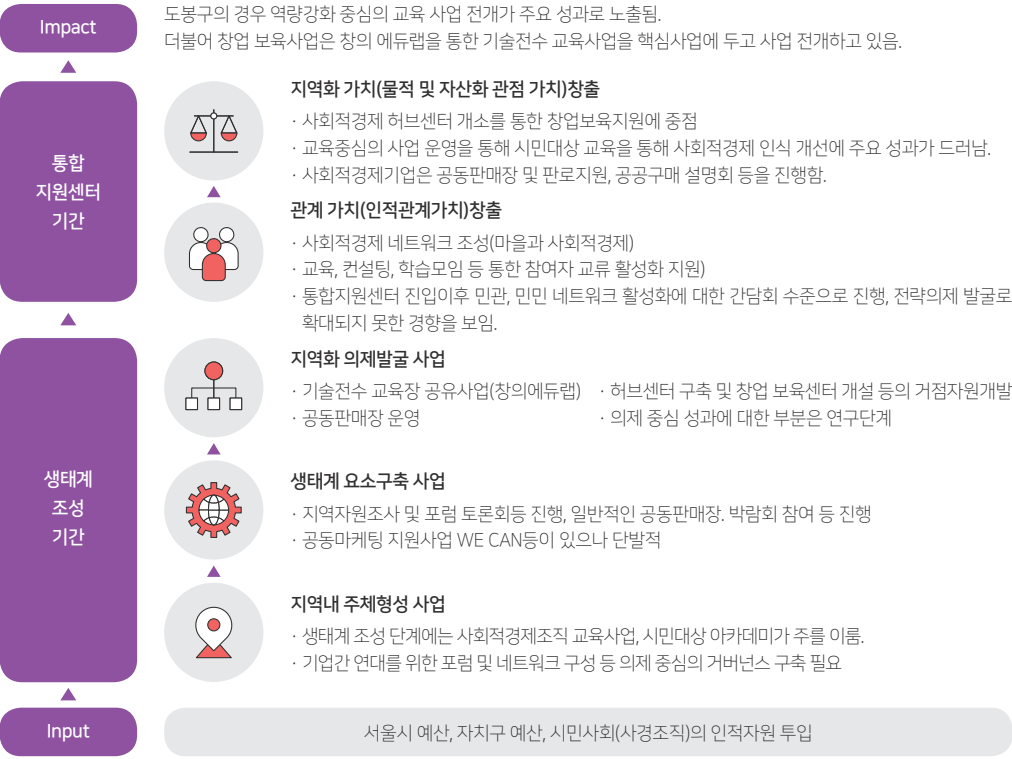 Impact
도봉구의 경우 역량강화 중심의 교육 사업 전개가 주요 성과로 노출됨.
더불어 창업 보육사업은 창의 에듀랩을 통한 기술전수 교육사업을 핵심사업에 두고 사업 전개하고 있음.
통합
지원센터
기간
지역화 가치(물적 및 자산화 관점 가치)창출
· 사회적경제 허브센터 개소를 통한 창업보육지원에 중점
· 교육중심의 사업 운영을 통해 시민대상 교육을 통해 사회적경제 인식 개선에 주요 성과가 드러남.
· 사회적경제기업은 공동판매장 및 판로지원, 공공구매 설명회 등을 진행함.
관계 가치(인적관계가치)창출
· 사회적경제 네트워크 조성(마을과 사회적경제)
· 교육, 컨설팅, 학습모임 등 통한 참여자 교류 활성화 지원)
· 통합지원센터 진입이후 민관, 민민 네트워크 활성화에 대한 간담회 수준으로 진행, 전략의제 발굴로
확대되지 못한 경향을 보임.
생태계
조성
기간
지역화 의제발굴 사업
· 기술전수 교육장 공유사업(창의에듀랩) · 허브센터 구축 및 창업 보육센터 개설 등의 거점자원개발
· 공동판매장 운영 · 의제 중심 성과에 대한 부분은 연구단계
생태계 요소구축 사업
· 지역자원조사 및 포럼 토론회등 진행, 일반적인 공동판매장. 박람회 참여 등 진행
· 공동마케팅 지원사업 WE CAN등이 있으나 단발적
지역내 주체형성 사업
· 생태계 조성 단계에는 사회적경제조직 교육사업, 시민대상 아카데미가 주를 이룸.
· 기업간 연대를 위한 포럼 및 네트워크 구성 등 의제 중심의 거버넌스 구축 필요
Input
서울시 예산, 자치구 예산, 시민사회(사경조직)의 인적자원 투입